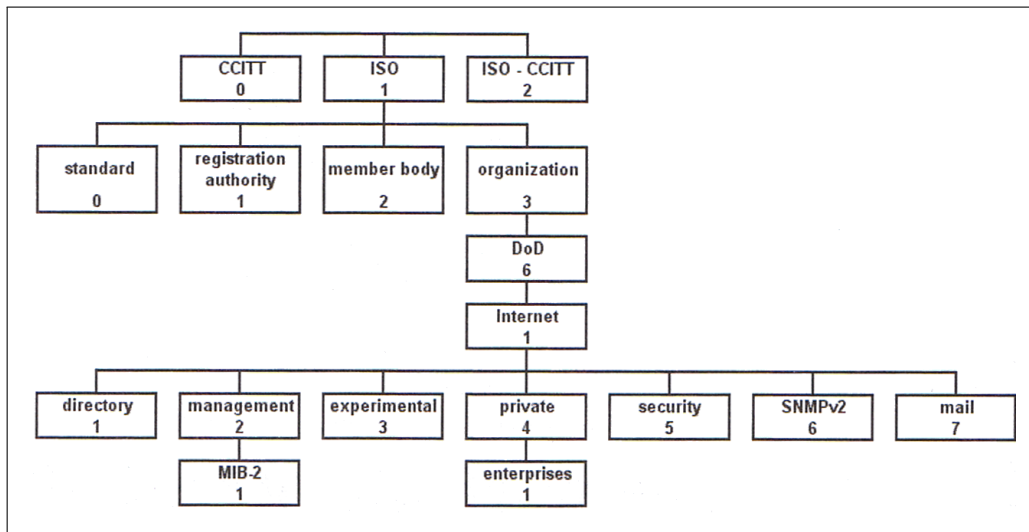 CCITT
0
ISO
1
ISO - CCITT
2
standard
0
registration
authority
1
member body
2
organization
3
DoD
6
Internet
1
directory
1
management
2
experimental
3
private
4
security
5
SNMPv2
6
mail
7
MIB-2
1
enterprises
1